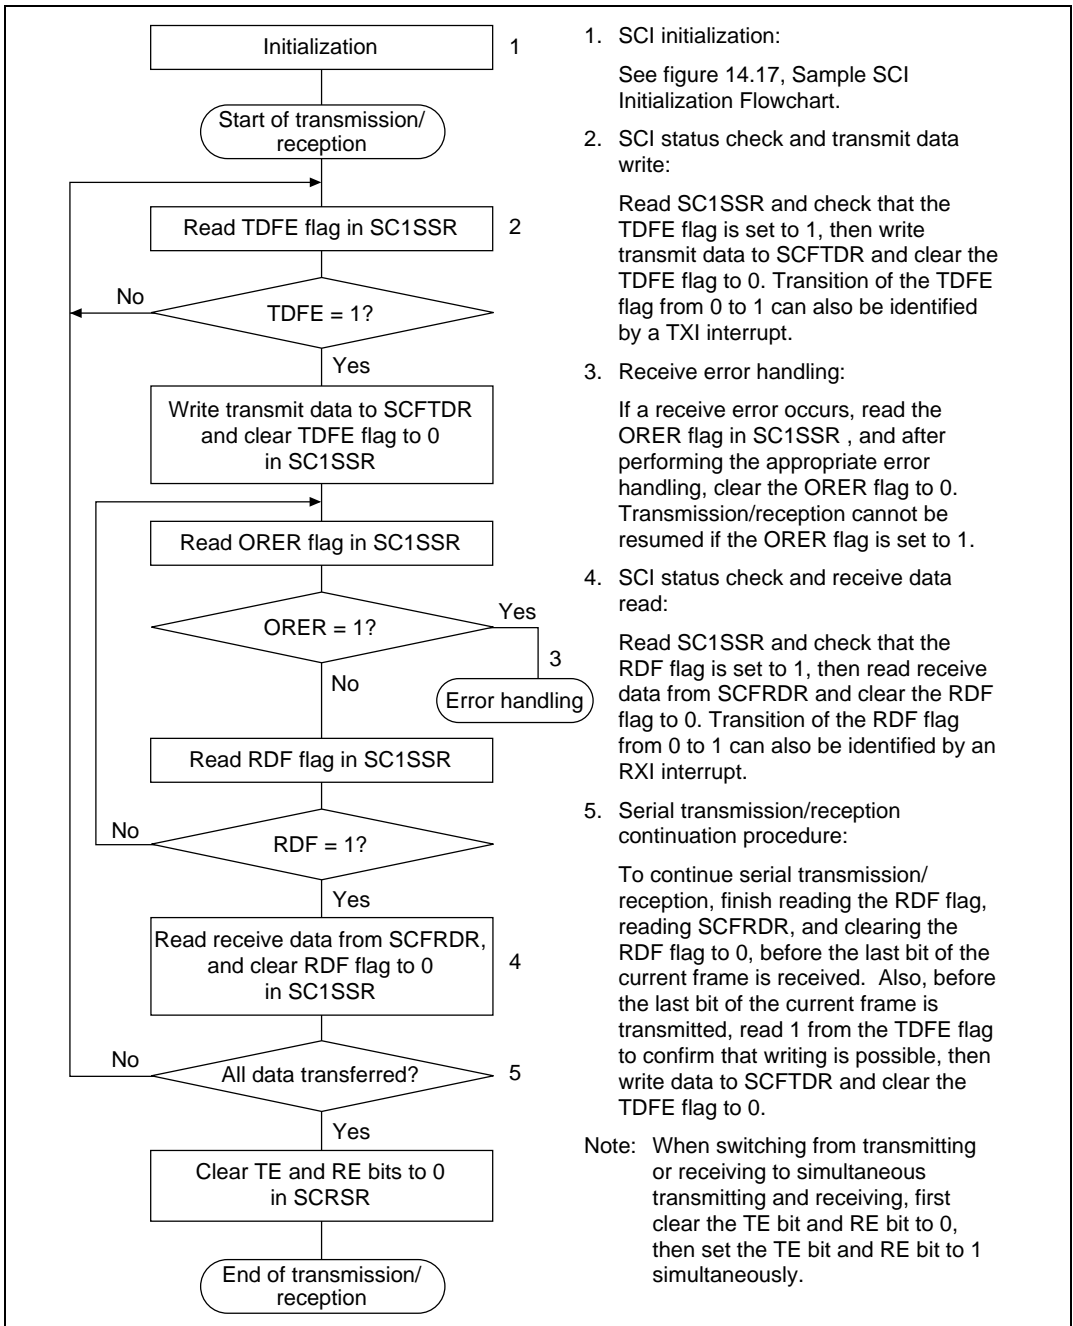 Initialization
1
Start of transmission/
reception
Read TDFE flag in SC1SSR
2
No
TDFE = 1?
Yes
Write transmit data to SCFTDR
and clear TDFE flag to 0
in SC1SSR
Read ORER flag in SC1SSR
Yes
ORER = 1?
3
No
Error handling
Read RDF flag in SC1SSR
No
RDF = 1?
Yes
Read receive data from SCFRDR,
and clear RDF flag to 0
in SC1SSR
4
No
All data transferred?
5
Yes
Clear TE and RE bits to 0
in SCRSR
End of transmission/
reception
1. SCI initialization:
See figure 14.17, Sample SCI
Initialization Flowchart.
2. SCI status check and transmit data
write:
Read SC1SSR and check that the
TDFE flag is set to 1, then write
transmit data to SCFTDR and clear the
TDFE flag to 0. Transition of the TDFE
flag from 0 to 1 can also be identified
by a TXI interrupt.
3. Receive error handling:
If a receive error occurs, read the
ORER flag in SC1SSR , and after
performing the appropriate error
handling, clear the ORER flag to 0.
Transmission/reception cannot be
resumed if the ORER flag is set to 1.
4. SCI status check and receive data
read:
Read SC1SSR and check that the
RDF flag is set to 1, then read receive
data from SCFRDR and clear the RDF
flag to 0. Transition of the RDF flag
from 0 to 1 can also be identified by an
RXI interrupt.
5. Serial transmission/reception
continuation procedure:
To continue serial transmission/
reception, finish reading the RDF flag,
reading SCFRDR, and clearing the
RDF flag to 0, before the last bit of the
current frame is received. Also, before
the last bit of the current frame is
transmitted, read 1 from the TDFE flag
to confirm that writing is possible, then
write data to SCFTDR and clear the
TDFE flag to 0.
Note: When switching from transmitting
or receiving to simultaneous
transmitting and receiving, first
clear the TE bit and RE bit to 0,
then set the TE bit and RE bit to 1
simultaneously.